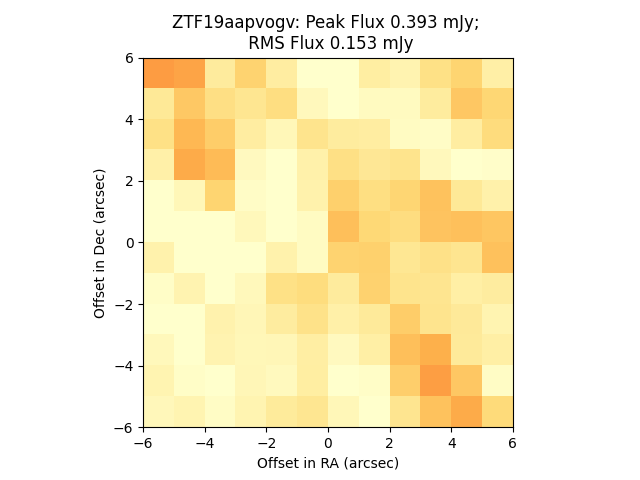 ZTF19aapvogv: Peak Flux 0.393 mJy;
RMS Flux 0.153 mJy
6
4
2
0
−2
−4
−6
Offset in Dec (arcsec)
−6 −4 −2 0 2 4 6
Offset in RA (arcsec)